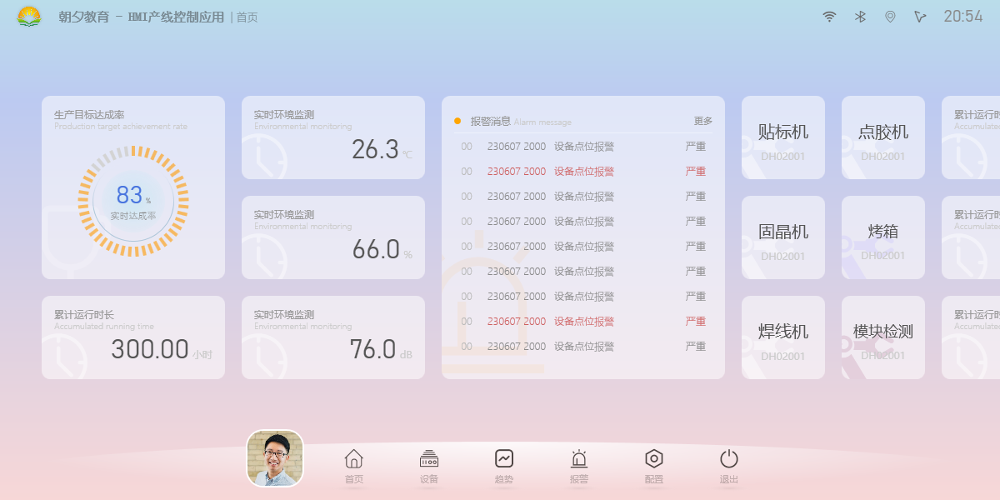 朝夕教育 - HMI产线控制应用 | 首页
20:54
生产目标达成率
Production target achievement rate
83 %
实时达成率
累计运行时长
Accumulated running time
300.00 小时
实时环境监测
Environmental monitoring
26.3 ℃
实时环境监测
Environmental monitoring
66.0 %
实时环境监测
Environmental monitoring
76.0 dB
报警消息 Alarm message 更多
00 230607 2000 设备点位报警 严重
00 230607 2000 设备点位报警 严重
00 230607 2000 设备点位报警 严重
00 230607 2000 设备点位报警 严重
00 230607 2000 设备点位报警 严重
00 230607 2000 设备点位报警 严重
00 230607 2000 设备点位报警 严重
00 230607 2000 设备点位报警 严重
00 230607 2000 设备点位报警 严重
贴标机
DH02001
点胶机
DH02001
固晶机
DH02001
烤箱
DH02001
焊线机
DH02001
模块检测
DH02001
累计运行时
Accumulated
累计运行时
Accumulated
累计运行时
Accumulated
首页
设备
趋势
报警
配置
退出